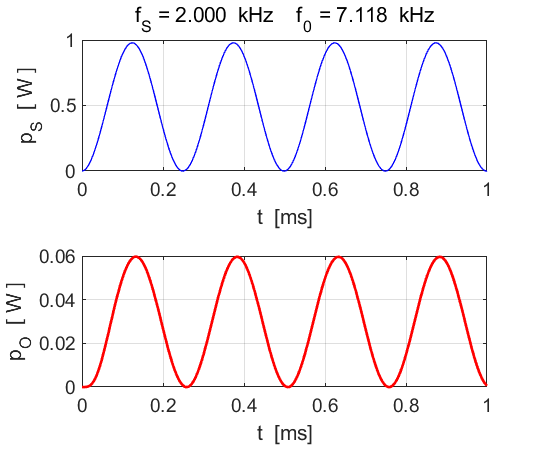 f_S = 2.000 kHz f_0 = 7.118 kHz
1
0.5
0
p_S [ W ]
0 0.2 0.4 0.6 0.8 1
t [ms]
0.06
0.04
0.02
0
p_O [ W ]
0 0.2 0.4 0.6 0.8 1
t [ms]